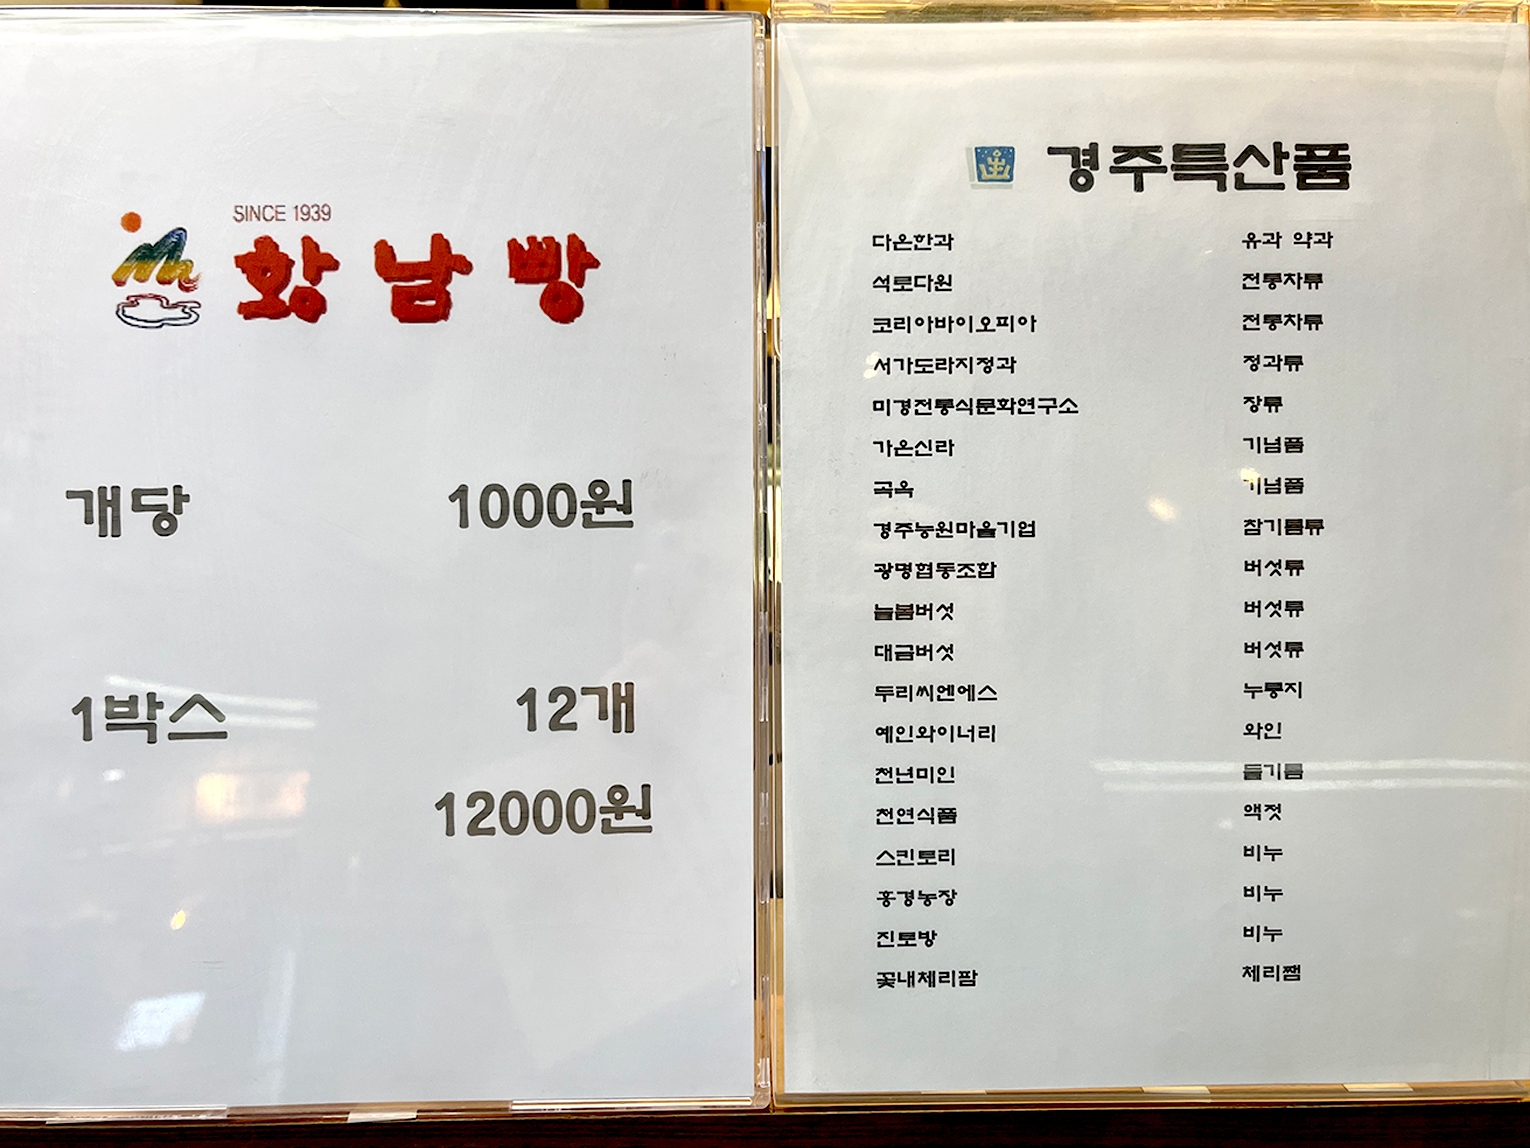 SINCE 1939
황남빵
개당 1000원
1박스 12개
12000원
경주특산품
다온한과 유과 약과
석로다원 전통차류
코리아바이오피아 전통차류
서가도라지정과 정과류
미경전통식문화연구소 장류
가온신라 기념품
곡옥 기념품
경주능원마을기업 참기름류
광명협동조합 버섯류
늘봄버섯 버섯류
대금버섯 버섯류
두리씨엔에스 누룽지
예인와이너리 와인
천년미인 들기름
천연식품 액젓
스킨토리 비누
홍경농장 비누
진토방 비누
꽃내체리팜 체리쨈